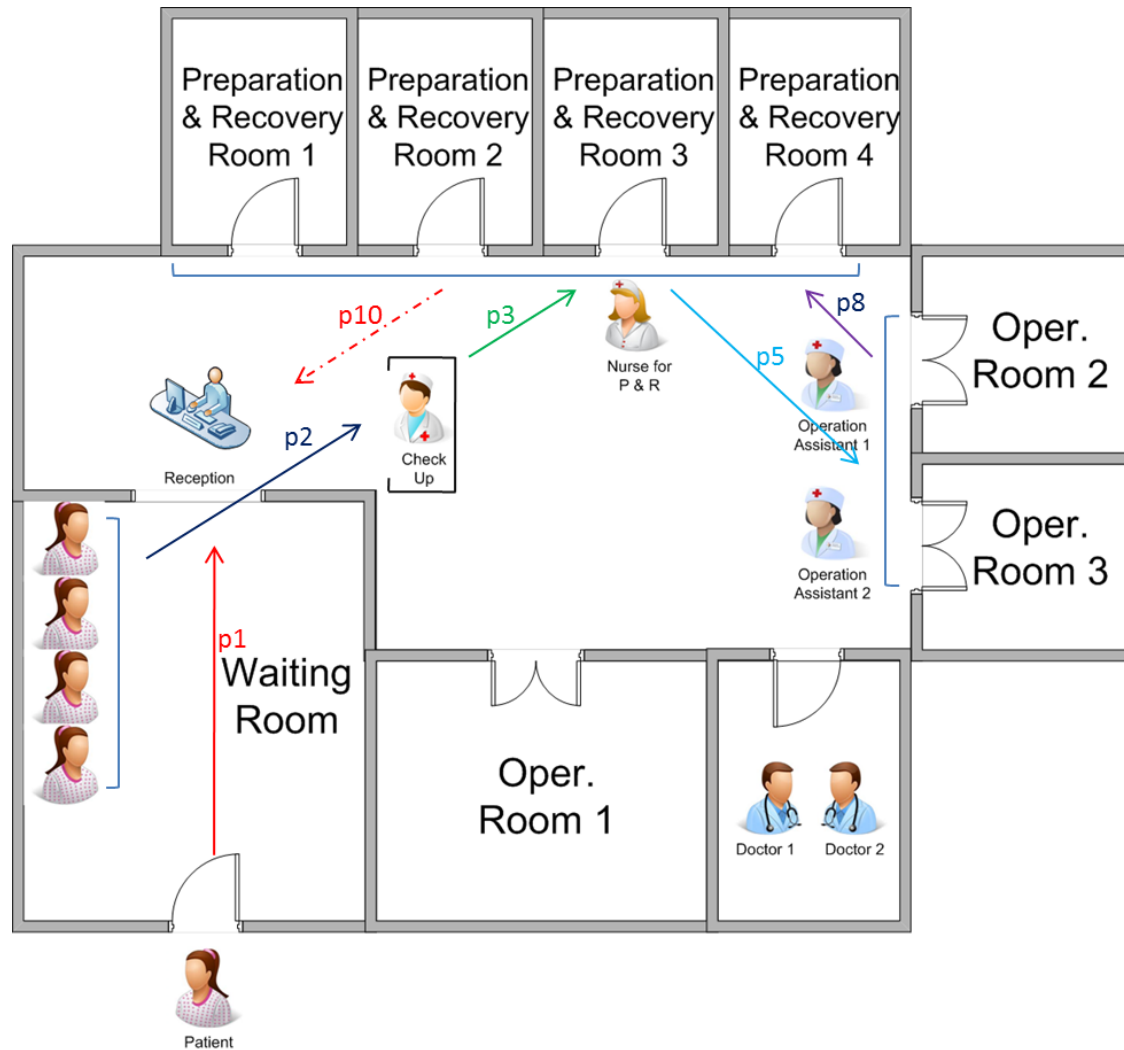 Preparation
& Recovery
Room 1
Preparation
& Recovery
Room 2
Preparation
& Recovery
Room 3
Preparation
& Recovery
Room 4
p10
p3
p8
p5
p2
p1
Nurse for
P & R
Oper.
Room 2
Operation
Assistant 1
Check
Up
Reception
Oper.
Room 3
Operation
Assistant 2
Waiting
Room
Oper.
Room 1
Doctor 1
Doctor 2
Patient